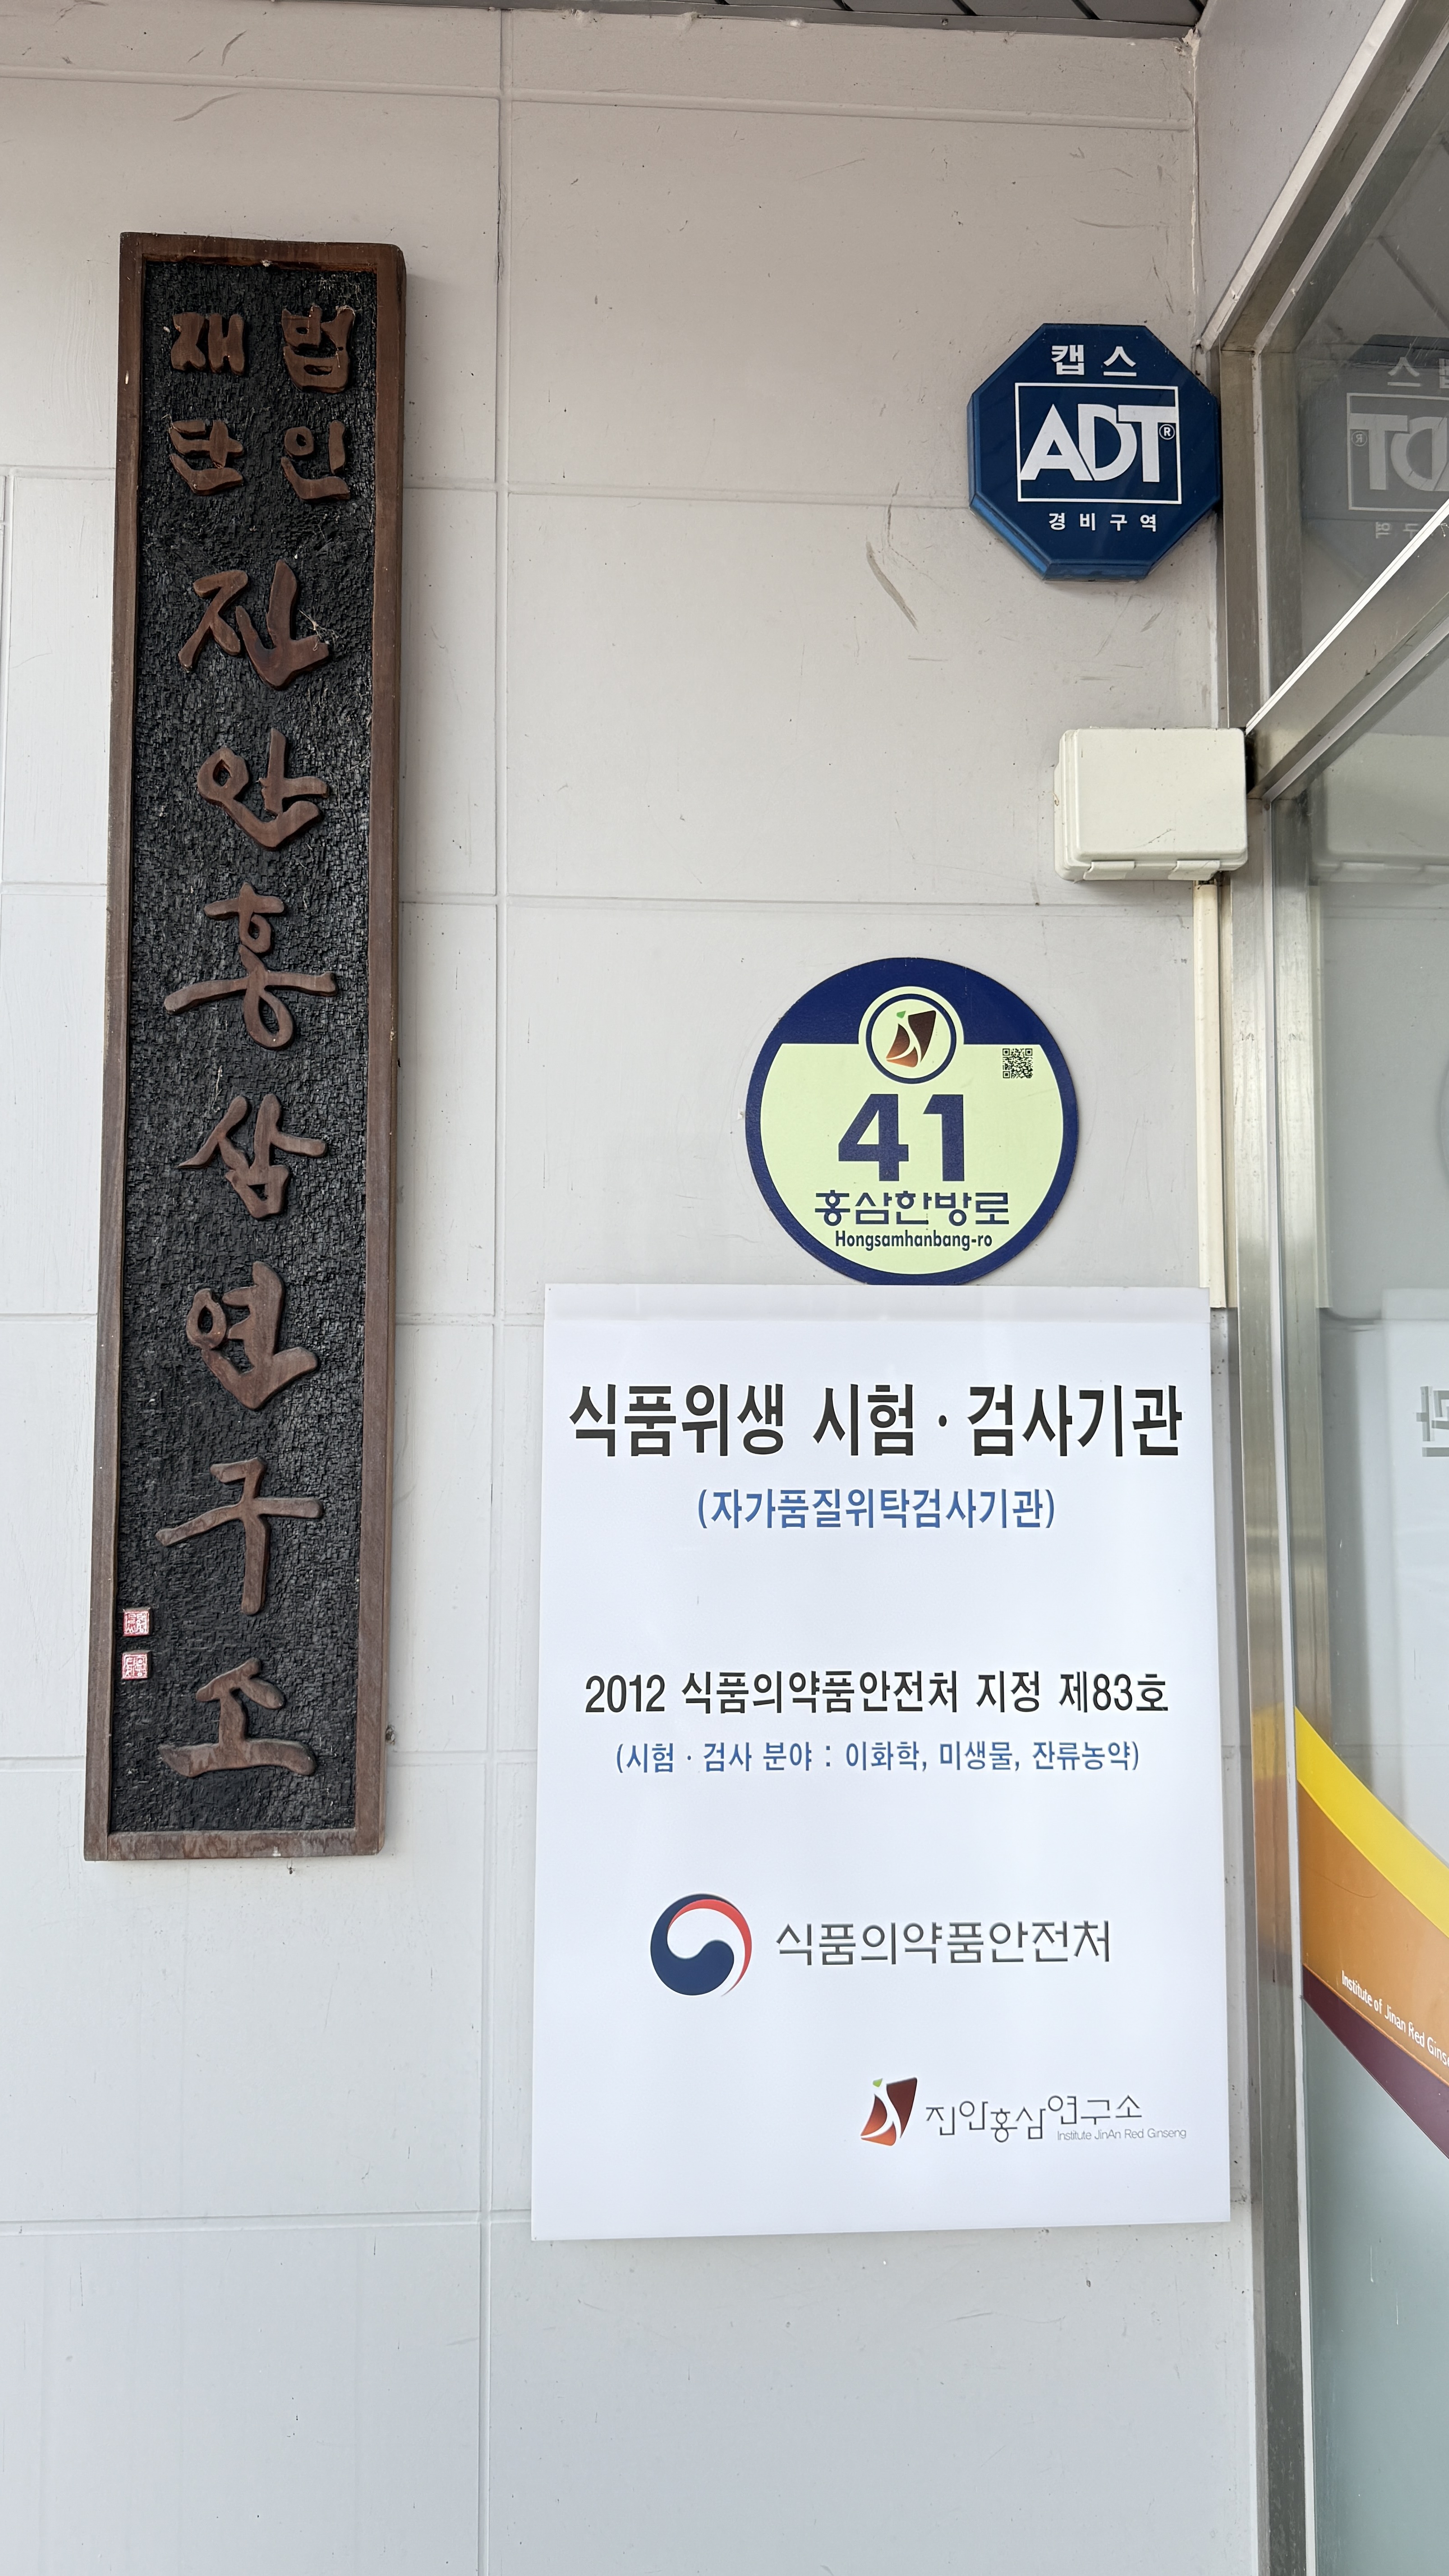 재단
법인
진안홍삼연구소
캡스
ADT®
경비구역
41
홍삼한방로
Hongsamhanbang-ro
식품위생 시험·검사기관
(자가품질위탁검사기관)
2012 식품의약품안전처 지정 제83호
(시험·검사 분야 : 이화학, 미생물, 잔류농약)
식품의약품안전처
진안홍삼연구소
Institute JinAn Red Ginseng
Institute of Jinan Red